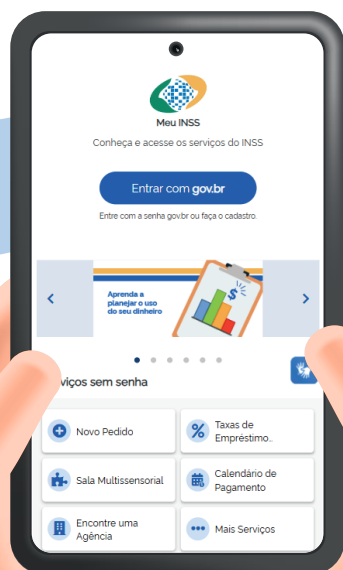 Meu INSS
Conheça e acesse os serviços do INSS
Entrar com gov.br
Entre com a senha gov.br ou faça o cadastro.
Aprenda a
planejar o uso
do seu dinheiro
viços sem senha
Novo Pedido
Taxas de
Empréstimo..
Sala Multissensorial
Calendário de
Pagamento
Encontre uma
Agência
Mais Serviços